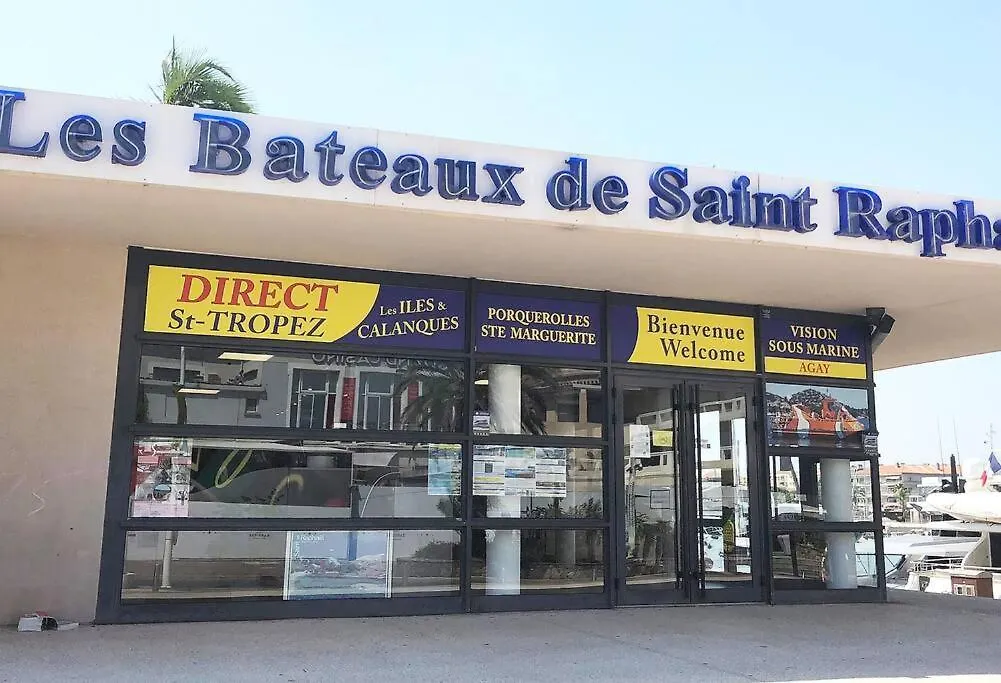 Les Bateaux de Saint Rapha
DIRECT
St-TROPEZ
Les ILES &
CALANQUES
PORQUEROLLES
STE MARGUERITE
Bienvenue
Welcome
VISION
SOUS MARINE
AGAY